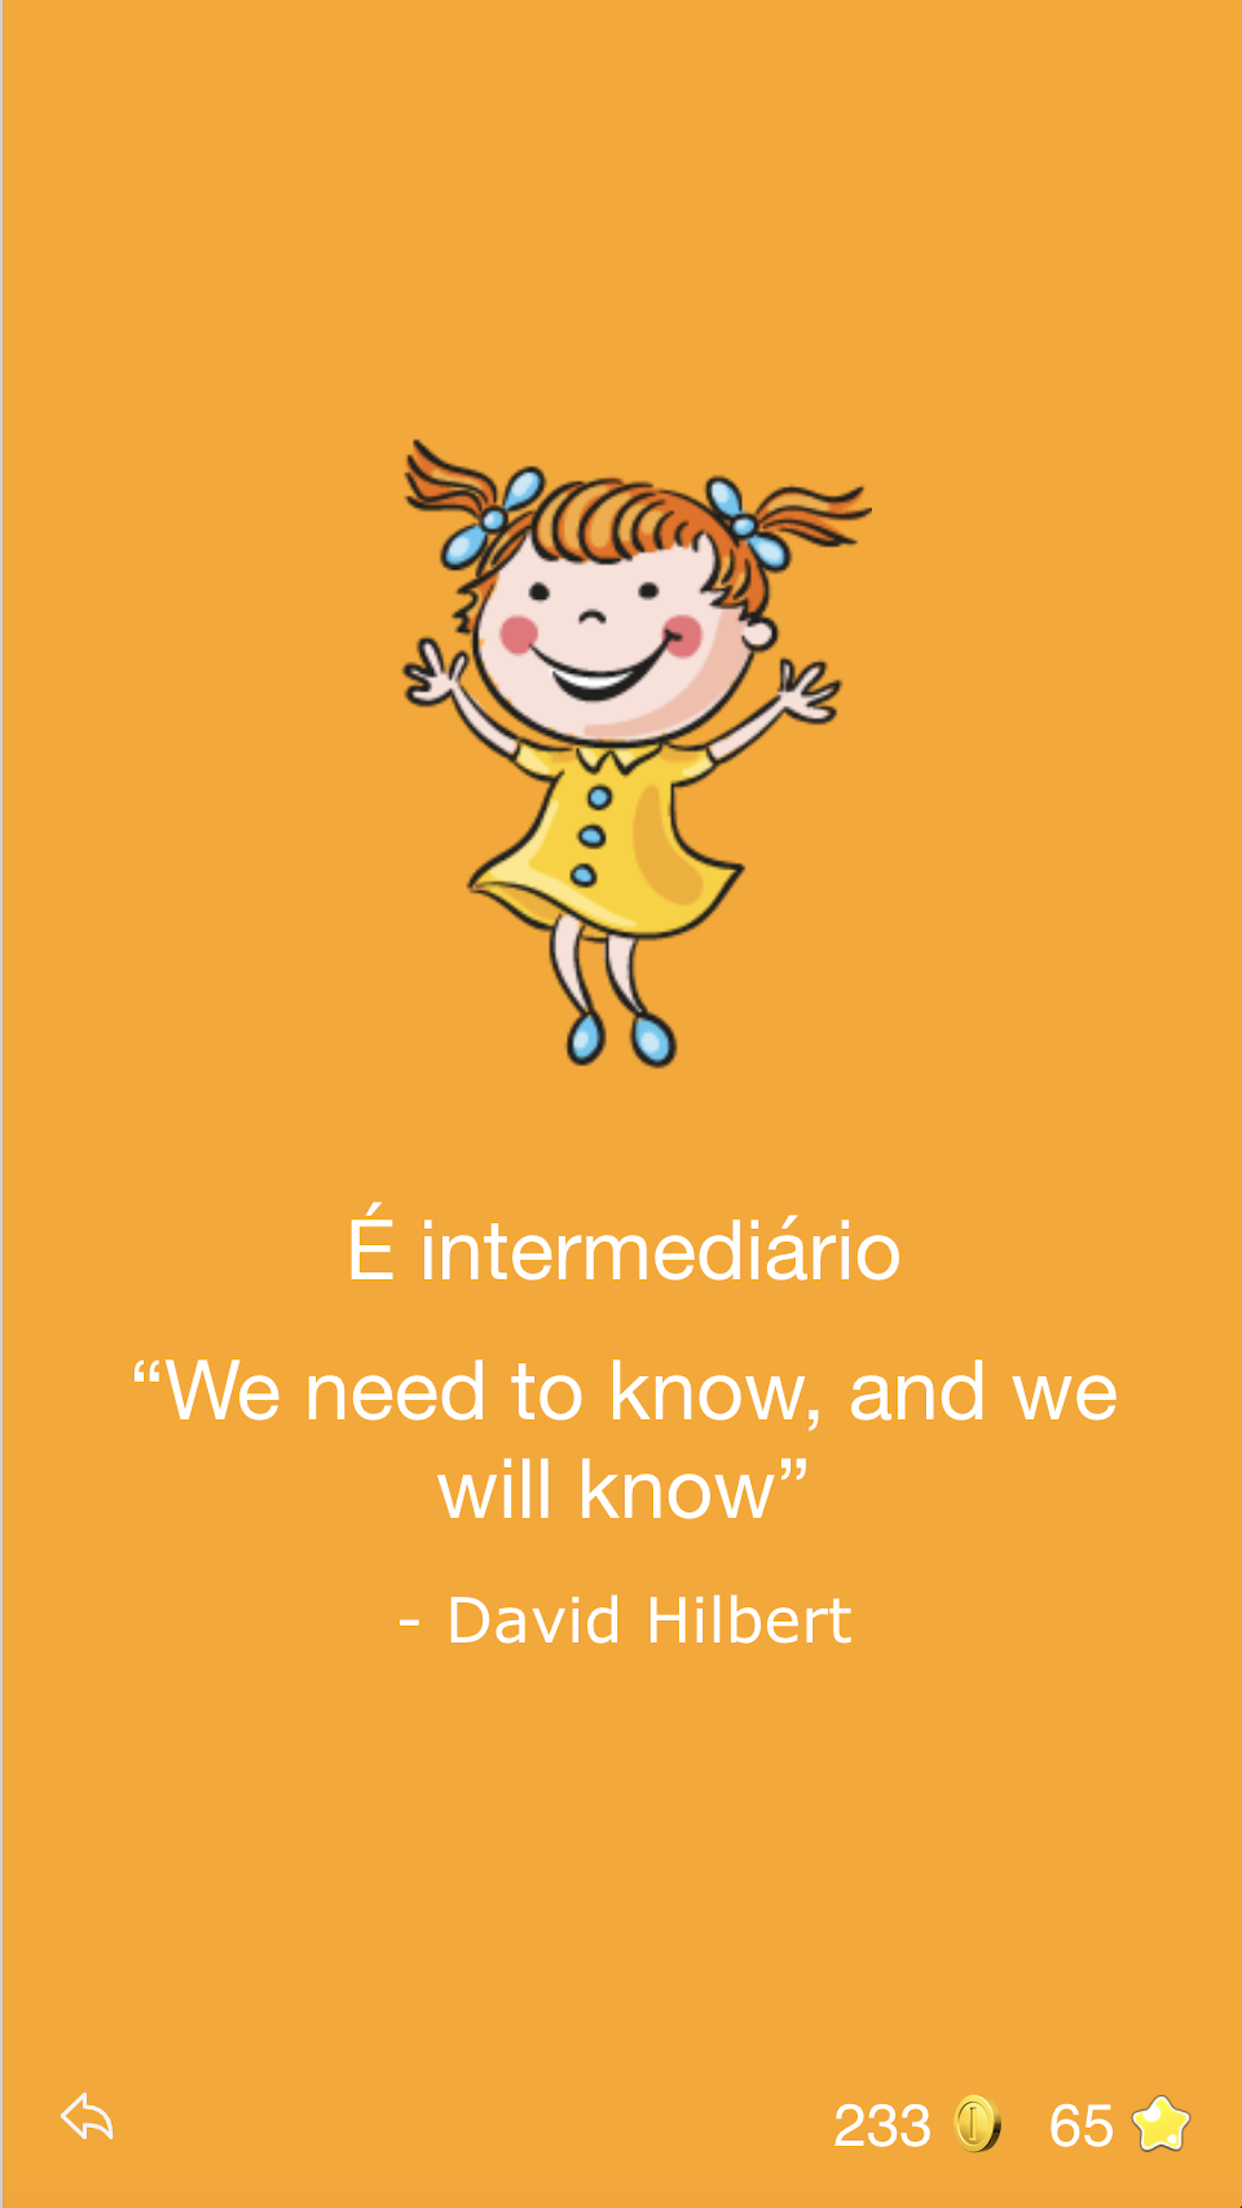 É intermediário
“We need to know, and we
will know”
- David Hilbert
233 65